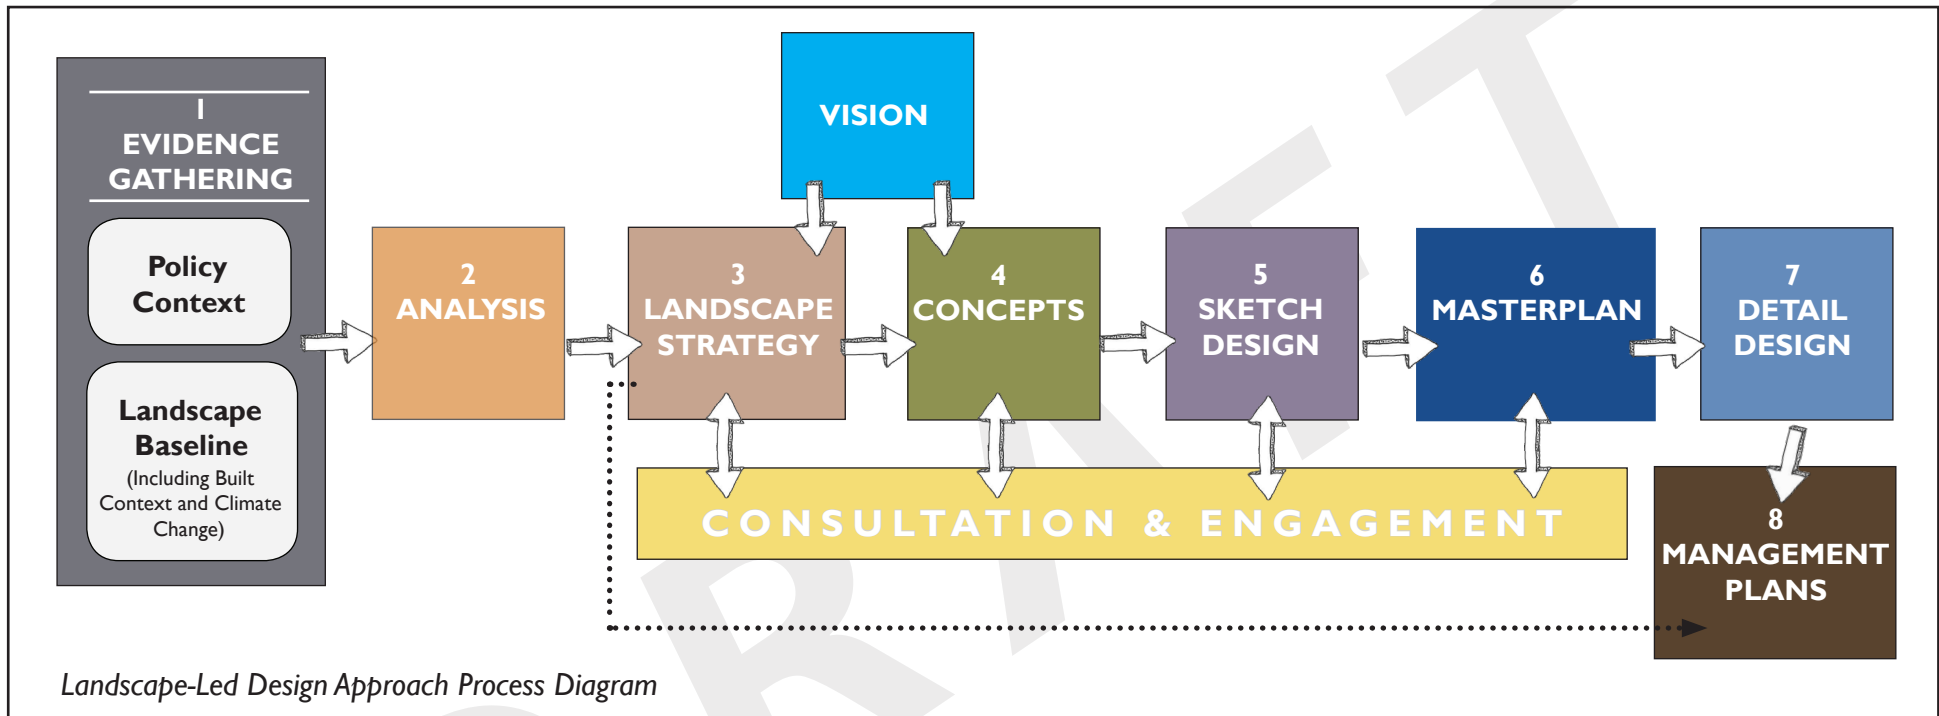 1
EVIDENCE
GATHERING
Policy
Context
Landscape
Baseline
(Including Built
Context and Climate
Change)
2
ANALYSIS
3
LANDSCAPE
STRATEGY
VISION
4
CONCEPTS
5
SKETCH
DESIGN
6
MASTERPLAN
7
DETAIL
DESIGN
CONSULTATION & ENGAGEMENT
8
MANAGEMENT
PLANS
Landscape-Led Design Approach Process Diagram
DRAFT